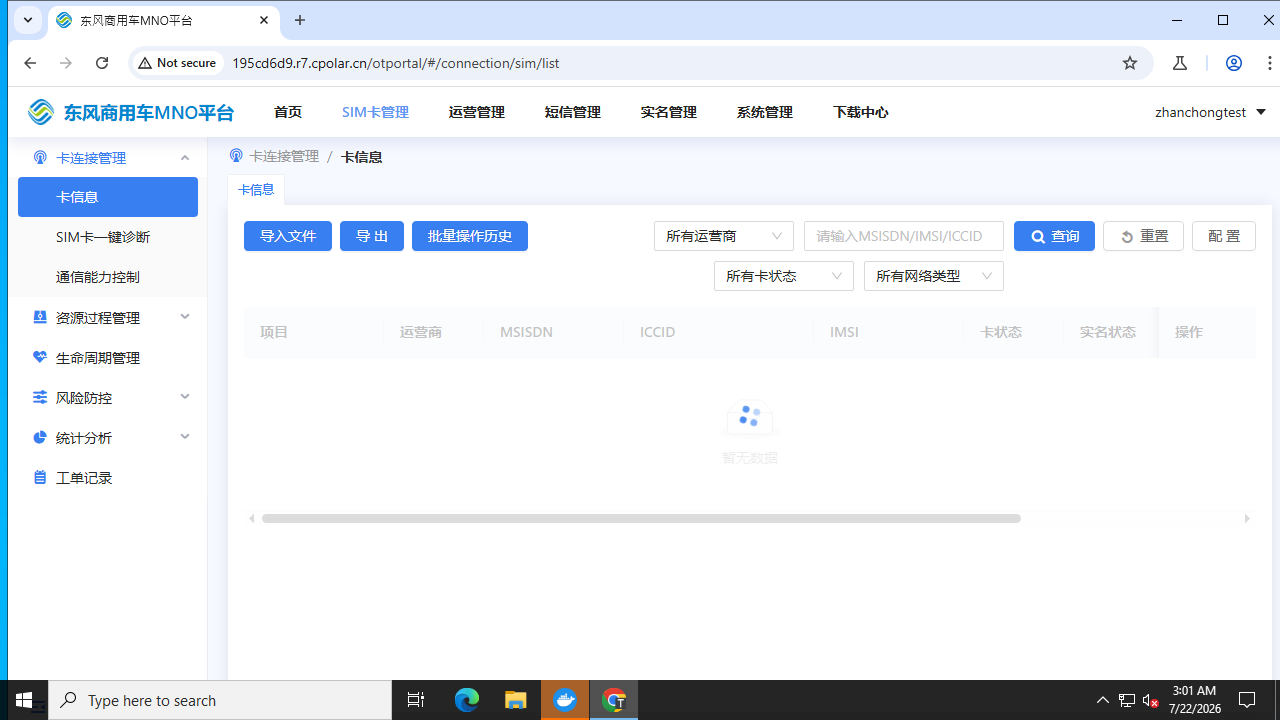 东风商用车MNO平台
Not secure
195cd6d9.r7.cpolar.cn/otportal/#/connection/sim/list
东风商用车MNO平台
首页
SIM卡管理
运营管理
短信管理
实名管理
系统管理
下载中心
zhanchongtest
卡连接管理
卡信息
SIM卡一键诊断
通信能力控制
资源过程管理
生命周期管理
风险防控
统计分析
工单记录
卡连接管理 / 卡信息
卡信息
导入文件
导 出
批量操作历史
所有运营商
请输入MSISDN/IMSI/ICCID
查询
重置
配 置
所有卡状态
所有网络类型
项目 运营商 MSISDN ICCID IMSI 卡状态 实名状态 操作
暂无数据
Type here to search
3:01 AM
7/22/2026